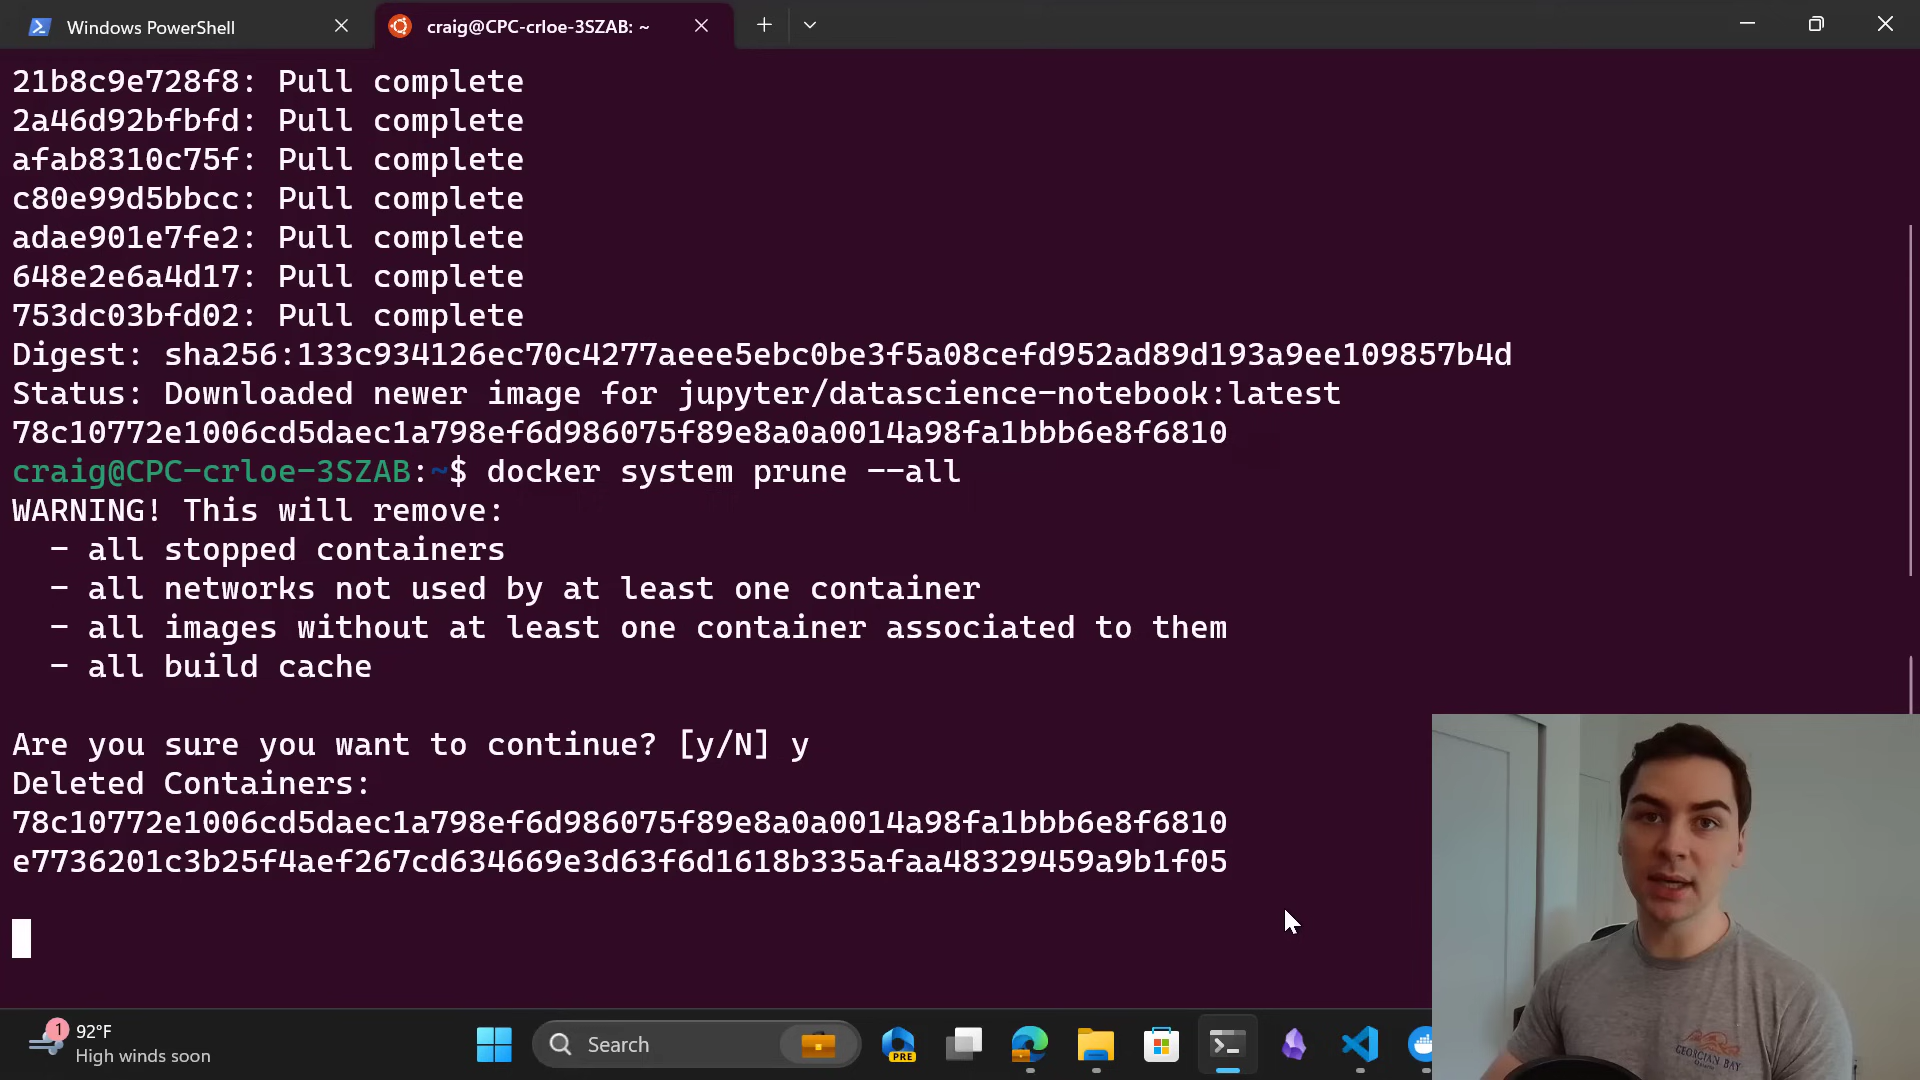 Windows PowerShell
craig@CPC-crloe-3SZAB: ~
21b8c9e728f8: Pull complete
2a46d92bfbfd: Pull complete
afab8310c75f: Pull complete
c80e99d5bbcc: Pull complete
adae901e7fe2: Pull complete
648e2e6a4d17: Pull complete
753dc03bfd02: Pull complete
Digest: sha256:133c934126ec70c4277aeee5ebc0be3f5a08cefd952ad89d193a9ee109857b4d
Status: Downloaded newer image for jupyter/datascience-notebook:latest
78c10772e1006cd5daec1a798ef6d986075f89e8a0a0014a98fa1bbb6e8f6810
craig@CPC-crloe-3SZAB:~$ docker system prune --all
WARNING! This will remove:
- all stopped containers
- all networks not used by at least one container
- all images without at least one container associated to them
- all build cache
Are you sure you want to continue? [y/N] y
Deleted Containers:
78c10772e1006cd5daec1a798ef6d986075f89e8a0a0014a98fa1bbb6e8f6810
e7736201c3b25f4aef267cd634669e3d63f6d1618b335afaa48329459a9b1f05
1
92°F
High winds soon
Search
PRE
GEORGIAN BAY